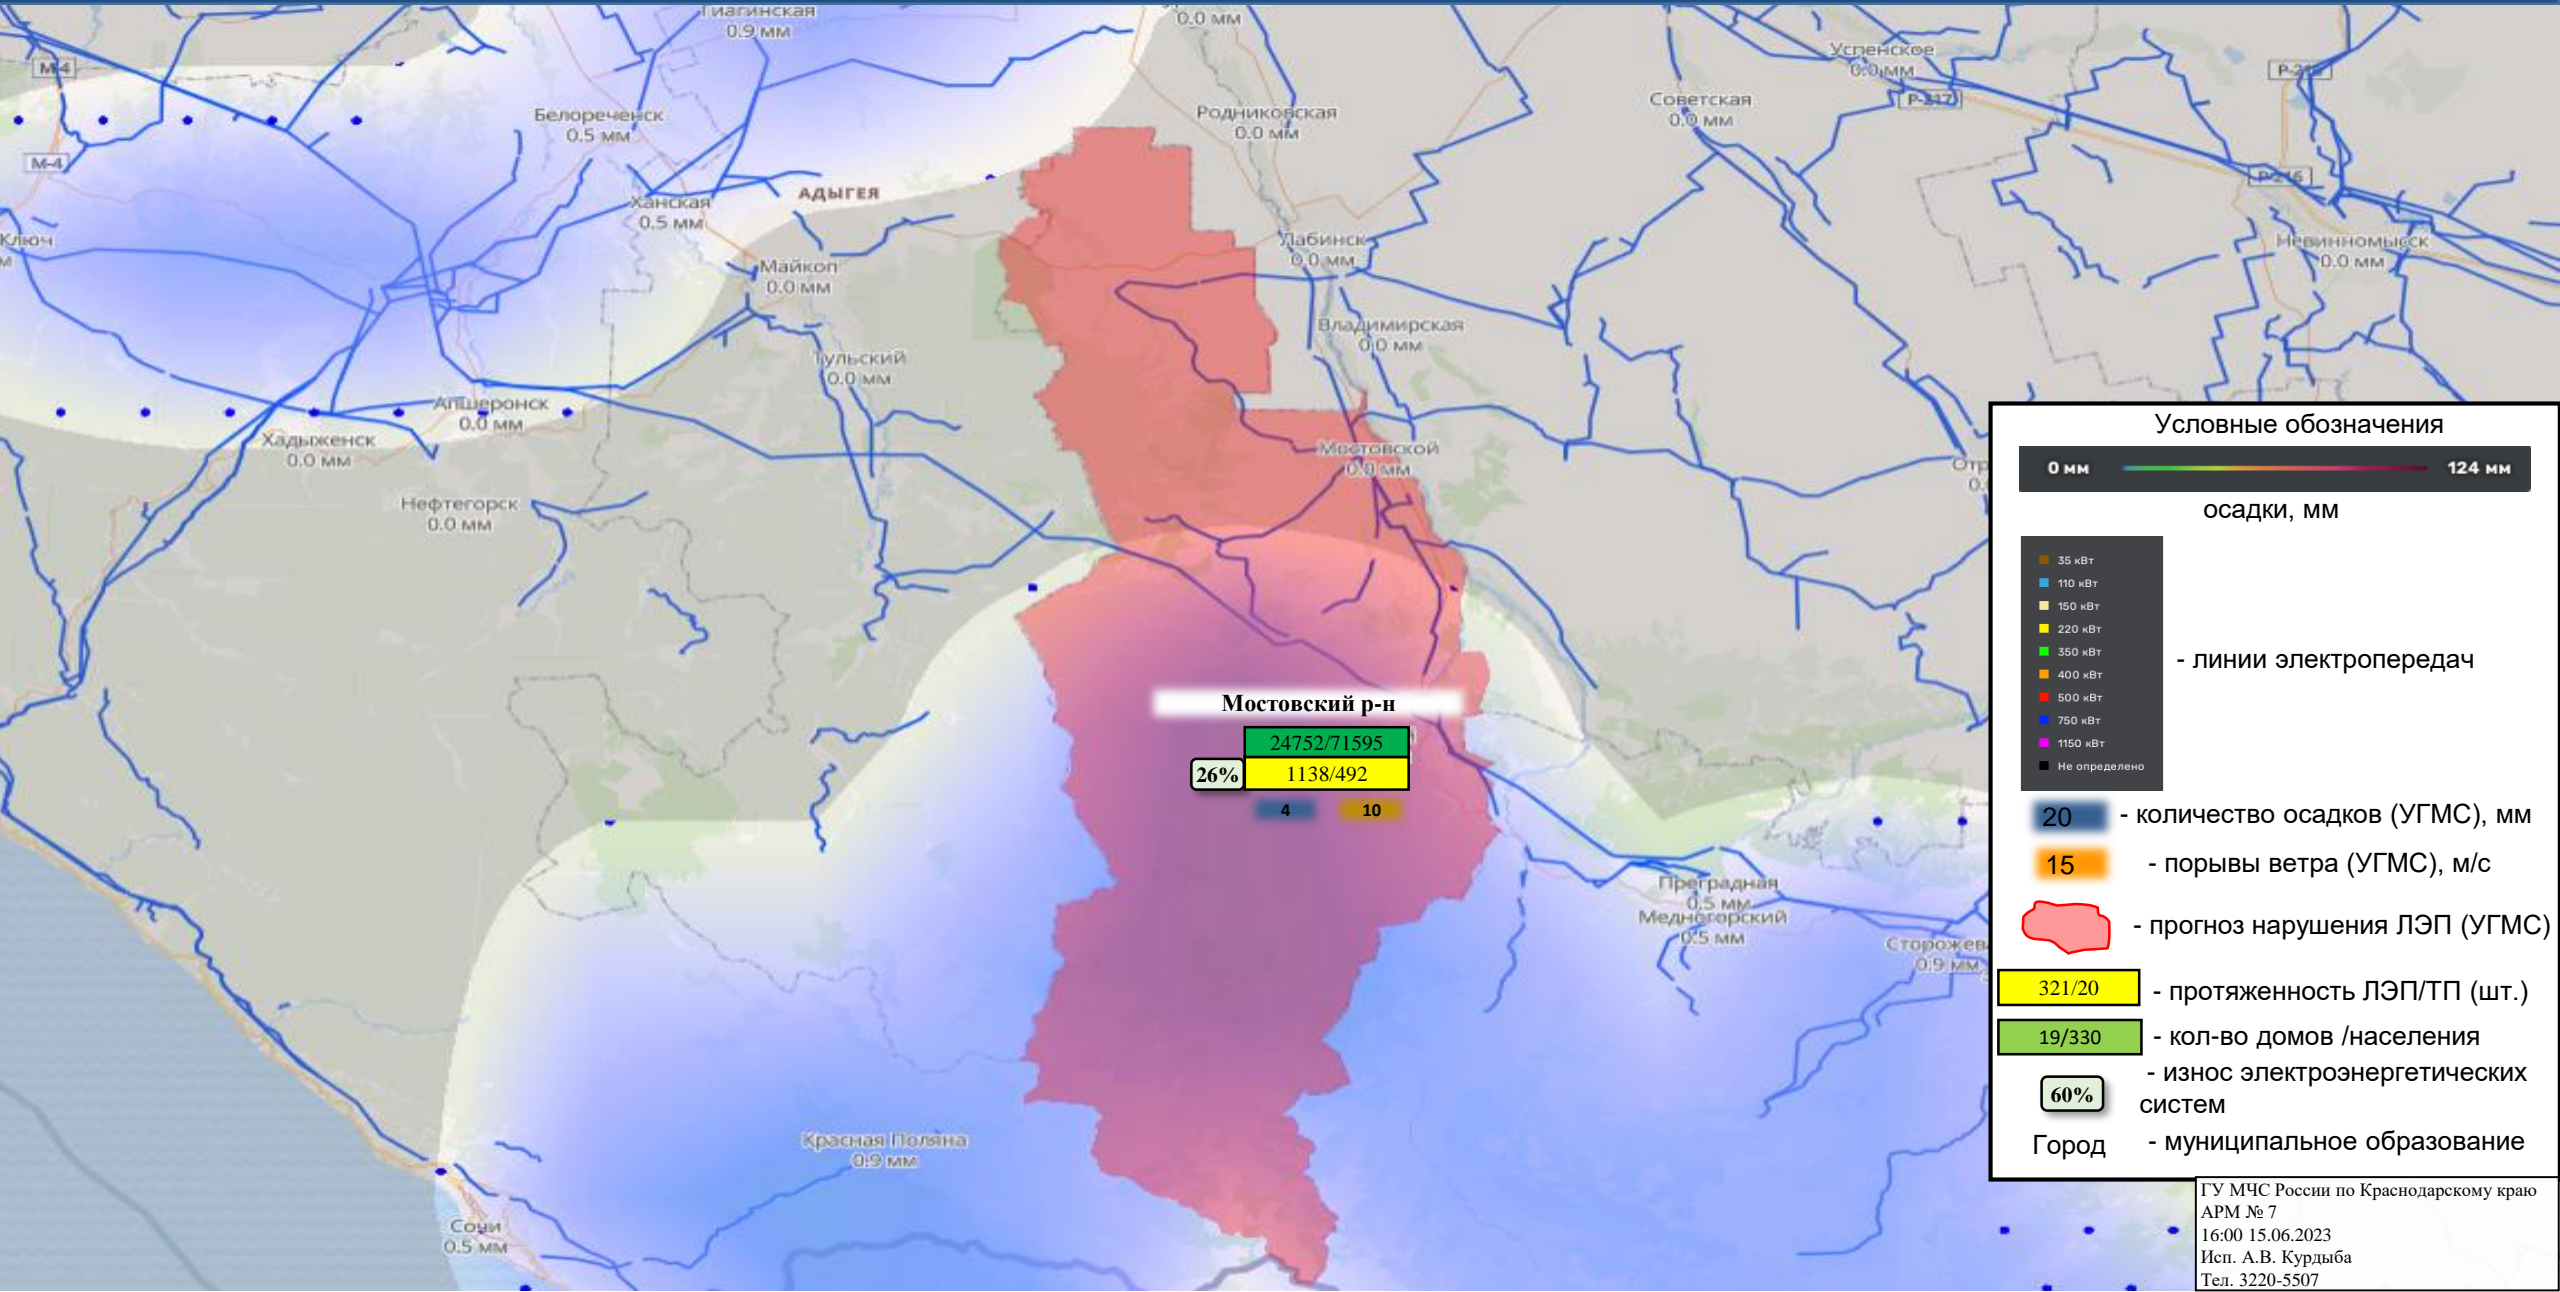 Тиагинская
0.9 мм
0.0 мм
М-4
М-4
Белореченск
0.5 мм
Ханская
0.5 мм
АДЫГЕЯ
Ключ
м
Майкоп
0.0 мм
Родниковская
0.0 мм
Советская
0.0 мм
Успенское
0.0 мм
Р-217
Р-216
Невинномысск
0.0 мм
Лабинск
0.0 мм
Владимирская
0.0 мм
Тульский
0.0 мм
Апшеронск
0.0 мм
Хадыженск
0.0 мм
Нефтегорск
0.0 мм
Мостовской
0.0 мм
Отр
0.
Мостовский р-н
24752/71595
26%
1138/492
4
10
Преградная
0.5 мм
Медногорский
0.5 мм
Сторожев
0.9 мм
Красная Поляна
0.9 мм
Сочи
0.5 мм
Условные обозначения
0 мм
124 мм
осадки, мм
35 кВт
110 кВт
150 кВт
220 кВт
350 кВт
400 кВт
500 кВт
750 кВт
1150 кВт
Не определено
- линии электропередач
20 - количество осадков (УГМС), мм
15 - порывы ветра (УГМС), м/с
- прогноз нарушения ЛЭП (УГМС)
321/20 - протяженность ЛЭП/ТП (шт.)
19/330 - кол-во домов /населения
60% - износ электроэнергетических
систем
Город - муниципальное образование
ГУ МЧС России по Краснодарскому краю
АРМ № 7
16:00 15.06.2023
Исп. А.В. Курдыба
Тел. 3220-5507